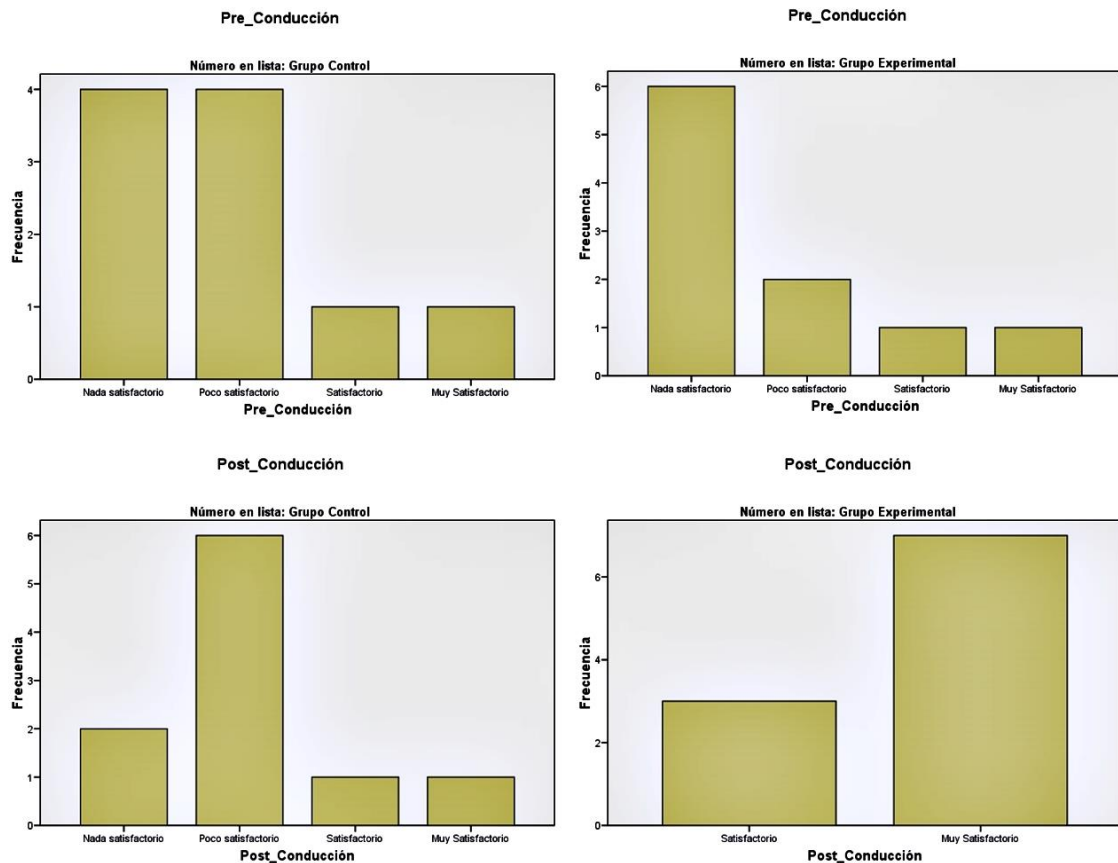 Pre_Conducción
Número en lista: Grupo Control
Frecuencia
4
3
2
1
0
Nada satisfactorio Poco satisfactorio Satisfactorio Muy Satisfactorio
Pre_Conducción
Pre_Conducción
Número en lista: Grupo Experimental
Frecuencia
6
5
4
3
2
1
0
Nada satisfactorio Poco satisfactorio Satisfactorio Muy Satisfactorio
Pre_Conducción
Post_Conducción
Número en lista: Grupo Control
Frecuencia
6
5
4
3
2
1
0
Nada satisfactorio Poco satisfactorio Satisfactorio Muy Satisfactorio
Post_Conducción
Post_Conducción
Número en lista: Grupo Experimental
Frecuencia
6
4
2
0
Satisfactorio Muy Satisfactorio
Post_Conducción